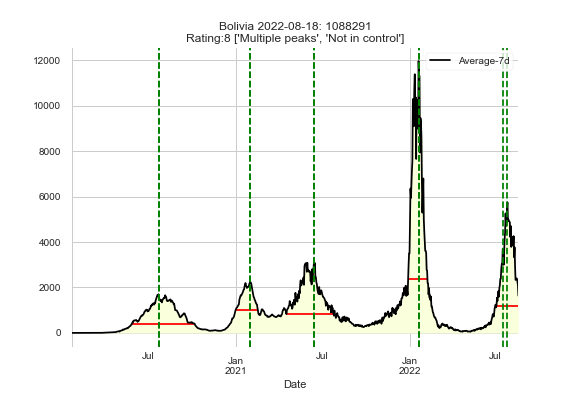 Bolivia 2022-08-18: 1088291
Rating:8 ['Multiple peaks', 'Not in control']
Average-7d
12000
10000
8000
6000
4000
2000
0
Jul
Jan
2021
Jul
Jan
2022
Jul
Date